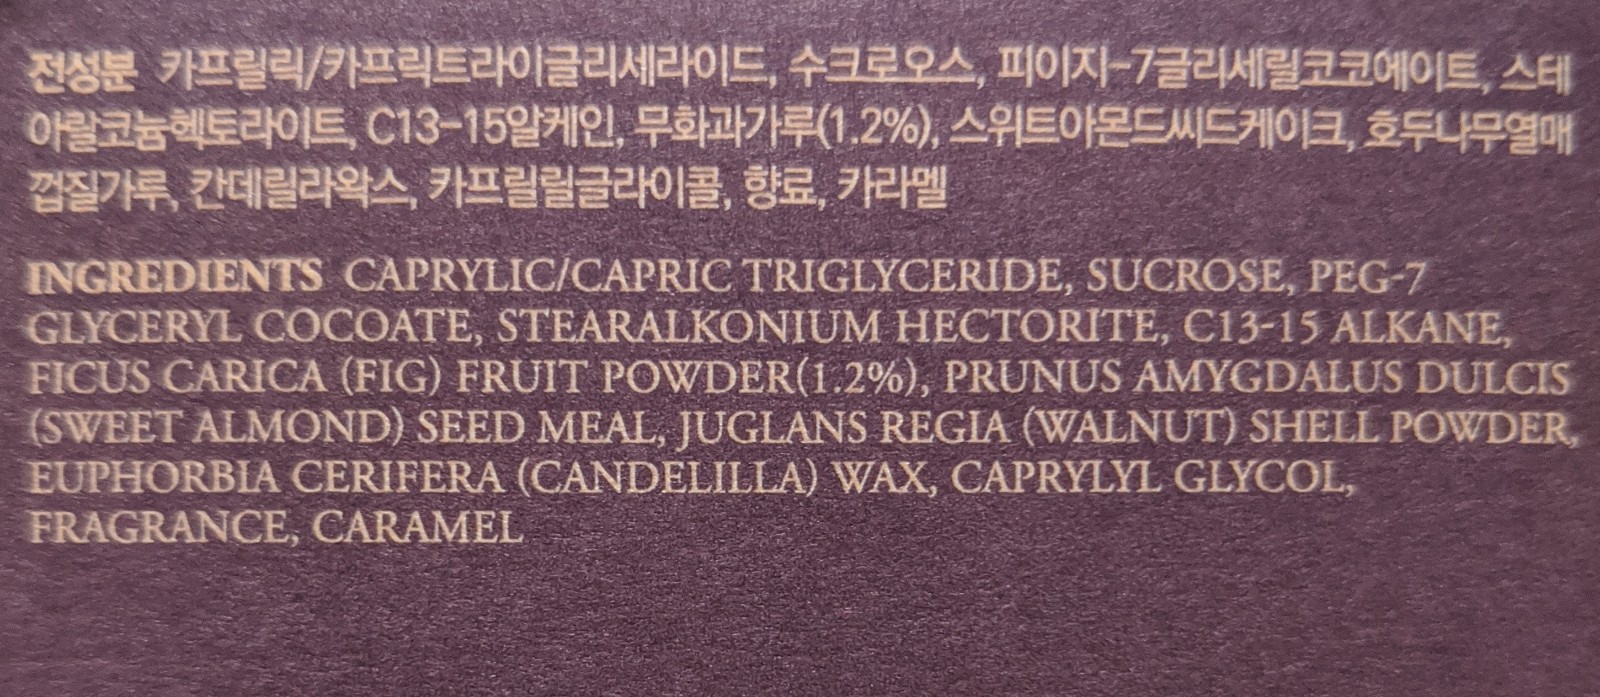 전성분 카프릴릭/카프릭트라이글리세라이드, 수크로오스, 피이지-7글리세릴코코에이트, 스테
아랄코늄헥토라이트, C13-15알케인, 무화과가루(1.2%), 스위트아몬드씨드케이크, 호두나무열매
껍질가루, 칸데릴라왁스, 카프릴릴글라이콜, 향료, 카라멜
INGREDIENTS CAPRYLIC/CAPRIC TRIGLYCERIDE, SUCROSE, PEG-7
GLYCERYL COCOATE, STEARALKONIUM HECTORITE, C13-15 ALKANE,
FICUS CARICA (FIG) FRUIT POWDER(1.2%), PRUNUS AMYGDALUS DULCIS
(SWEET ALMOND) SEED MEAL, JUGLANS REGIA (WALNUT) SHELL POWDER,
EUPHORBIA CERIFERA (CANDELILLA) WAX, CAPRYLYL GLYCOL,
FRAGRANCE, CARAMEL